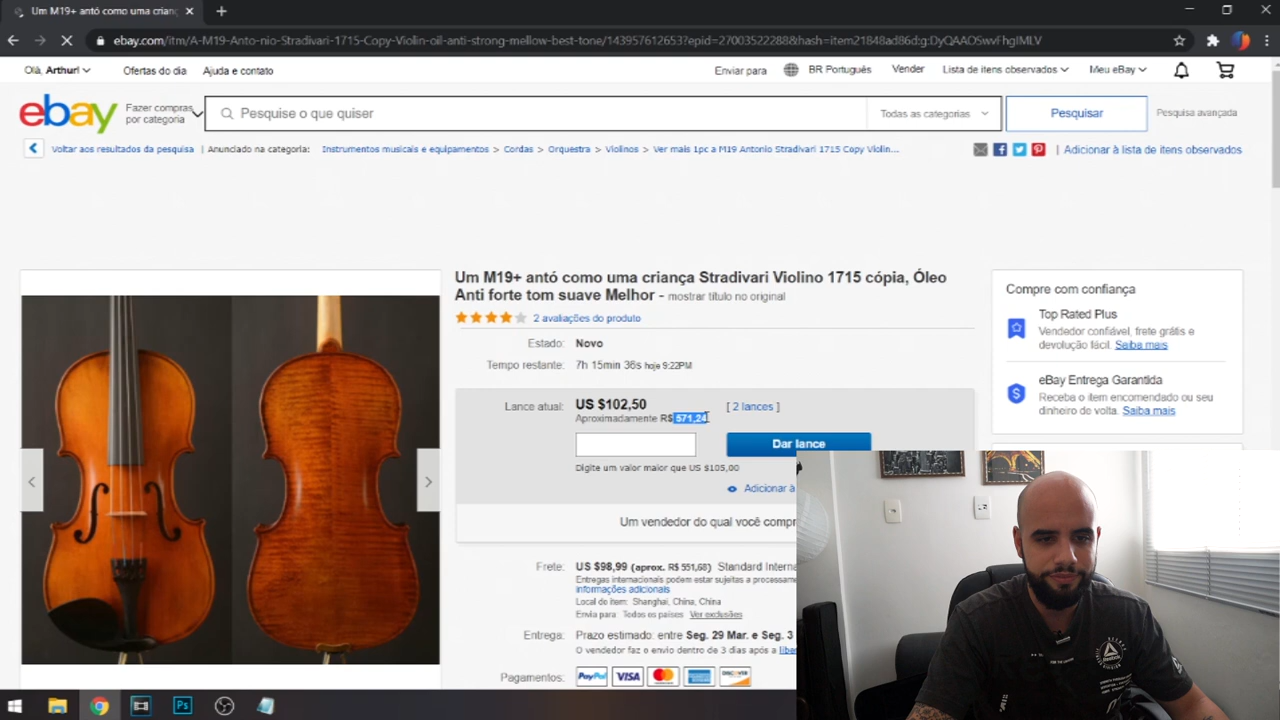 Um M19+ antó como uma crianç
ebay.com/itm/A-M19-Anto-nio-Stradivari-1715-Copy-Violin-oil-anti-strong-mellow-best-tone/143957612653?epid=27003522288&hash=item21848ad86d:g:DyQAAOSwvFhgIMLV
Olá, Arthur! Ofertas do dia Ajuda e contato Enviar para BR Português Vender Lista de itens observados Meu eBay
ebay Fazer compras por categoria Pesquise o que quiser Todas as categorias Pesquisar Pesquisa avançada
Voltar aos resultados da pesquisa | Anunciado na categoria: Instrumentos musicais e equipamentos > Cordas > Orquestra > Violinos > Ver mais 1pc a M19 Antonio Stradivari 1715 Copy Violin... | Adicionar à lista de itens observados
Um M19+ antó como uma criança Stradivari Violino 1715 cópia, Óleo
Anti forte tom suave Melhor - mostrar título no original
2 avaliações do produto
Estado: Novo
Tempo restante: 7h 15min 36s hoje 9:22PM
Lance atual: US $102,50 [ 2 lances ]
Aproximadamente R$ 571,24
Dar lance
Digite um valor maior que US $105,00
Adicionar à
Um vendedor do qual você compr
Frete: US $98,99 (aprox. R$ 551,68) Standard Interna
Entregas internacionais podem estar sujeitas a processame
informações adicionais
Local do item: Shanghai, China, China
Envia para: Todos os países Ver exclusões
Entrega: Prazo estimado: entre Seg. 29 Mar. e Seg. 3
O vendedor faz o envio dentro de 3 dias após a libe
Pagamentos: PayPal VISA DISCOVER
Compre com confiança
Top Rated Plus
Vendedor confiável, frete grátis e
devolução fácil. Saiba mais
eBay Entrega Garantida
Receba o item encomendado ou seu
dinheiro de volta. Saiba mais
Ps